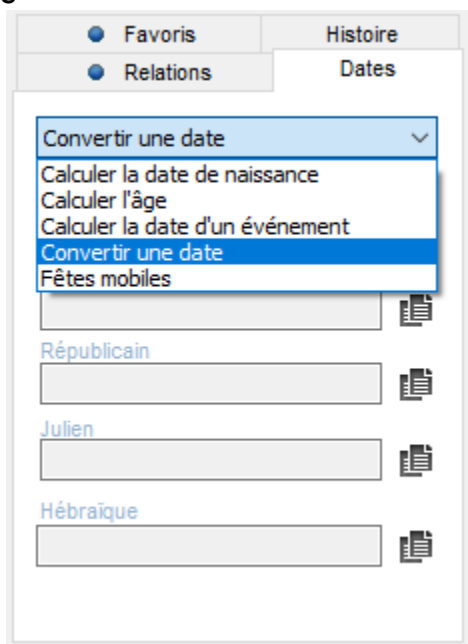 Favoris Histoire
Relations Dates
Convertir une date
Calculer la date de naissance
Calculer l'âge
Calculer la date d'un événement
Convertir une date
Fêtes mobiles
Républicain
Julien
Hébraïque